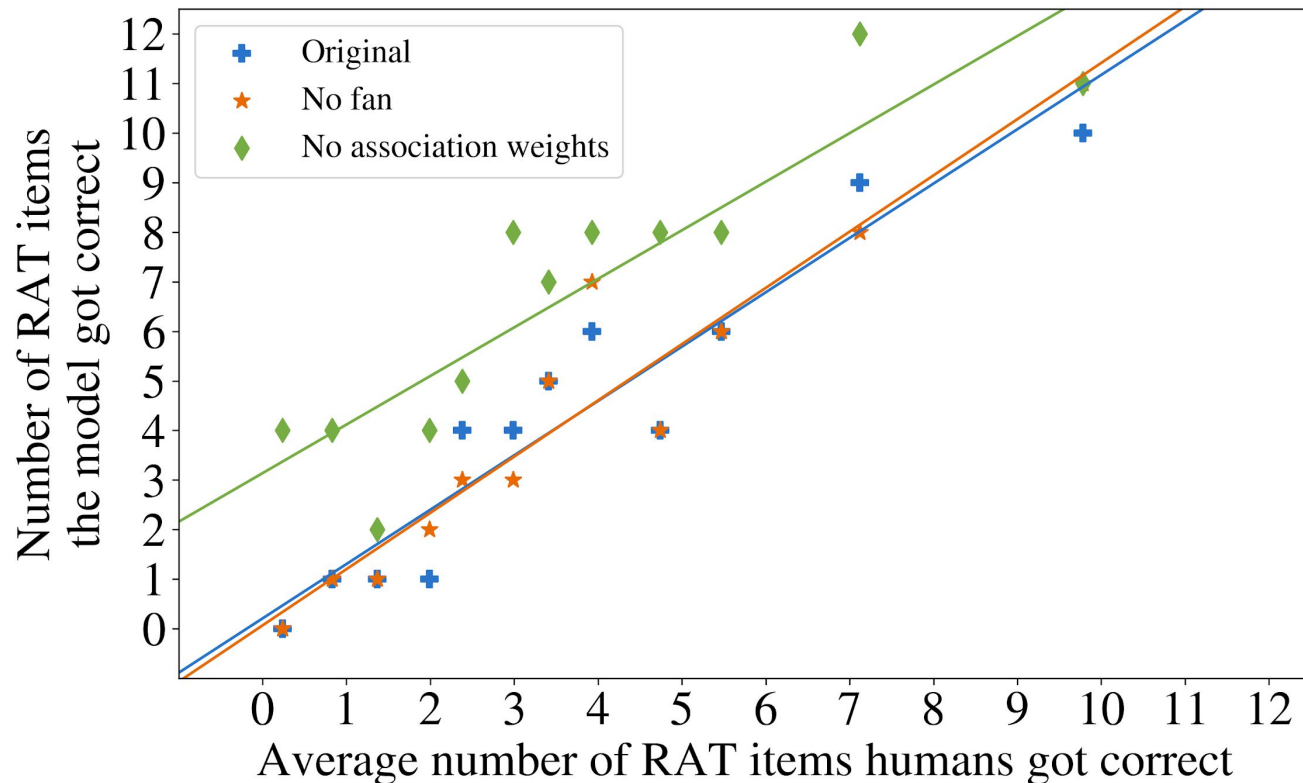 Number of RAT items
the model got correct
12
11
10
9
8
7
6
5
4
3
2
1
0
Original
No fan
No association weights
0 1 2 3 4 5 6 7 8 9 10 11 12
Average number of RAT items humans got correct